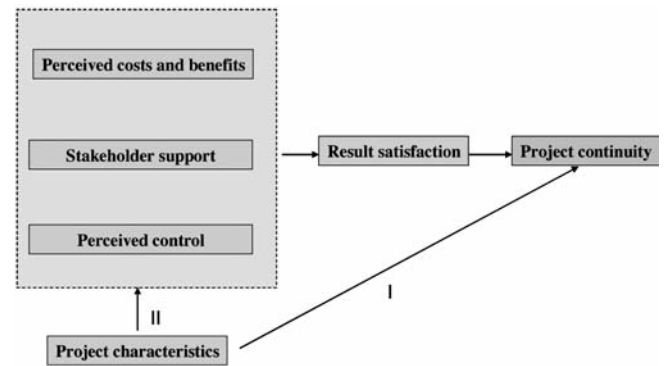 Perceived costs and benefits
Stakeholder support
Result satisfaction
Project continuity
Perceived control
I
II
Project characteristics